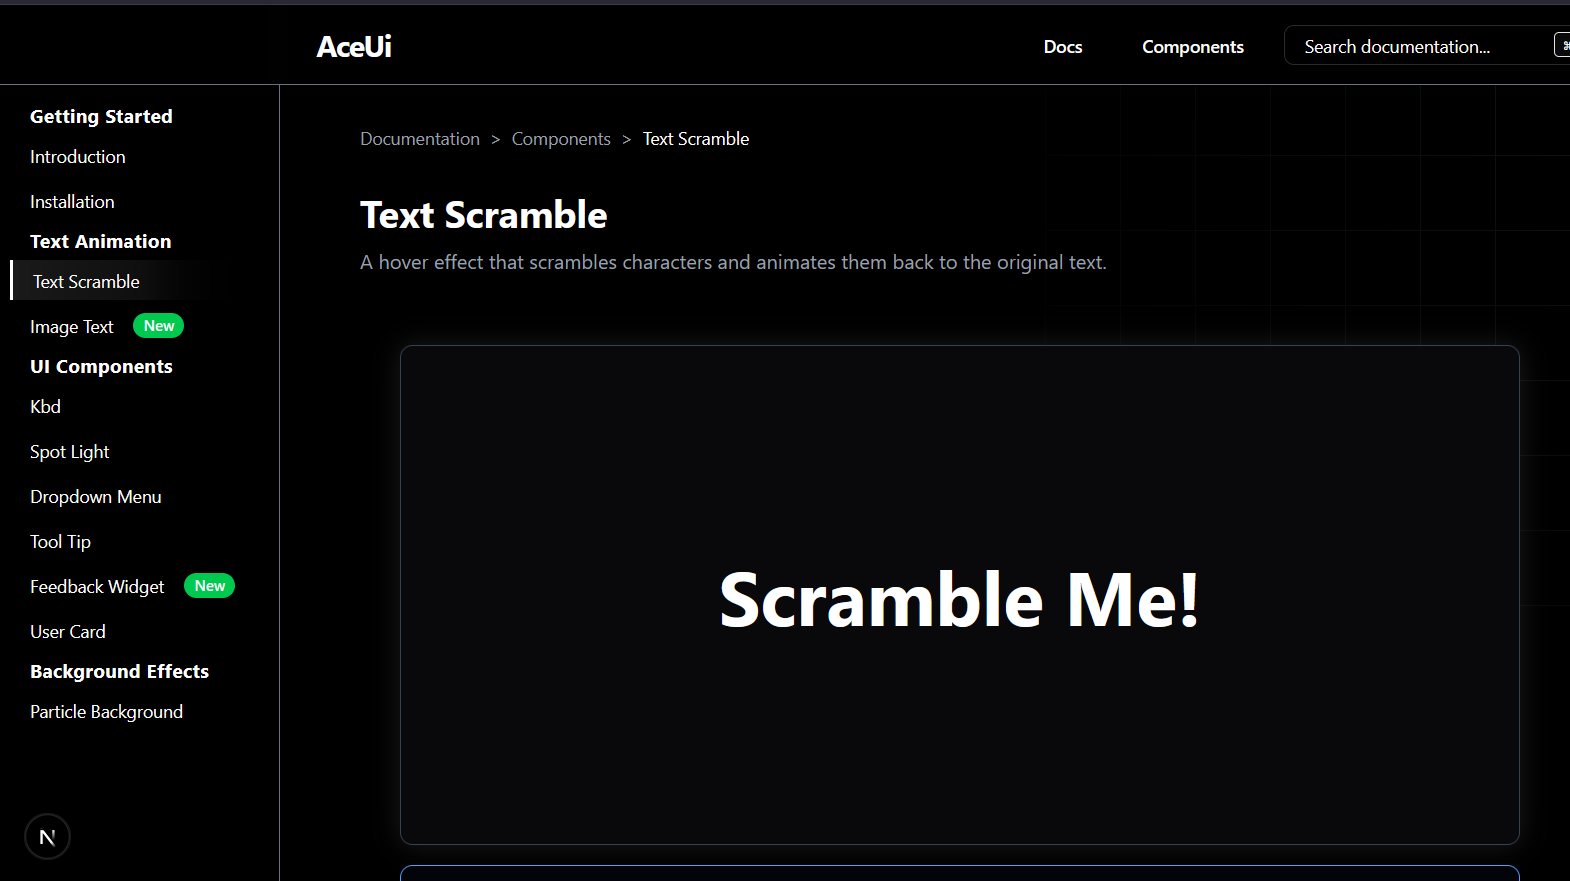 AceUi
Docs
Components
Search documentation...
⌘
Getting Started
Introduction
Installation
Text Animation
Text Scramble
Image Text New
UI Components
Kbd
Spot Light
Dropdown Menu
Tool Tip
Feedback Widget New
User Card
Background Effects
Particle Background
N
Documentation > Components > Text Scramble
Text Scramble
A hover effect that scrambles characters and animates them back to the original text.
Scramble Me!